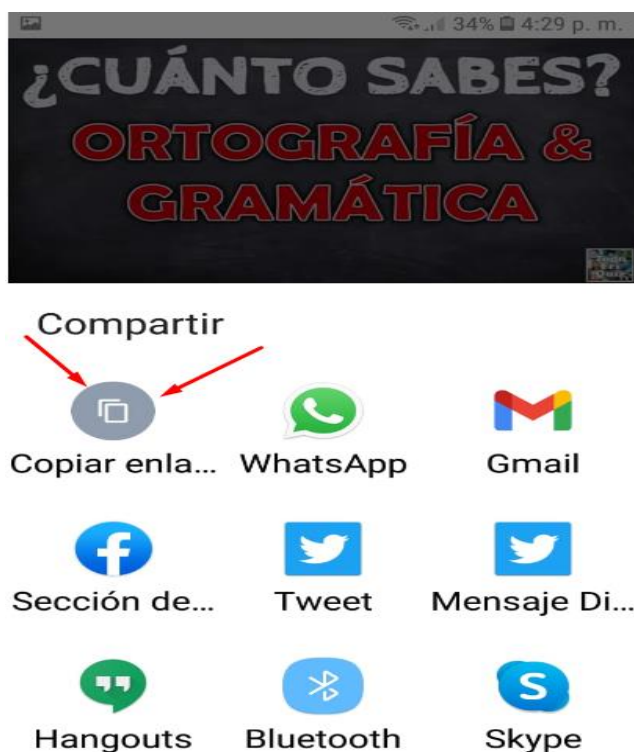 34% 4:29 p. m.
¿CUÁNTO SABES?
ORTOGRAFÍA &
GRAMÁTICA
Compartir
Copiar enla... WhatsApp Gmail
Sección de... Tweet Mensaje Di...
Hangouts Bluetooth Skype